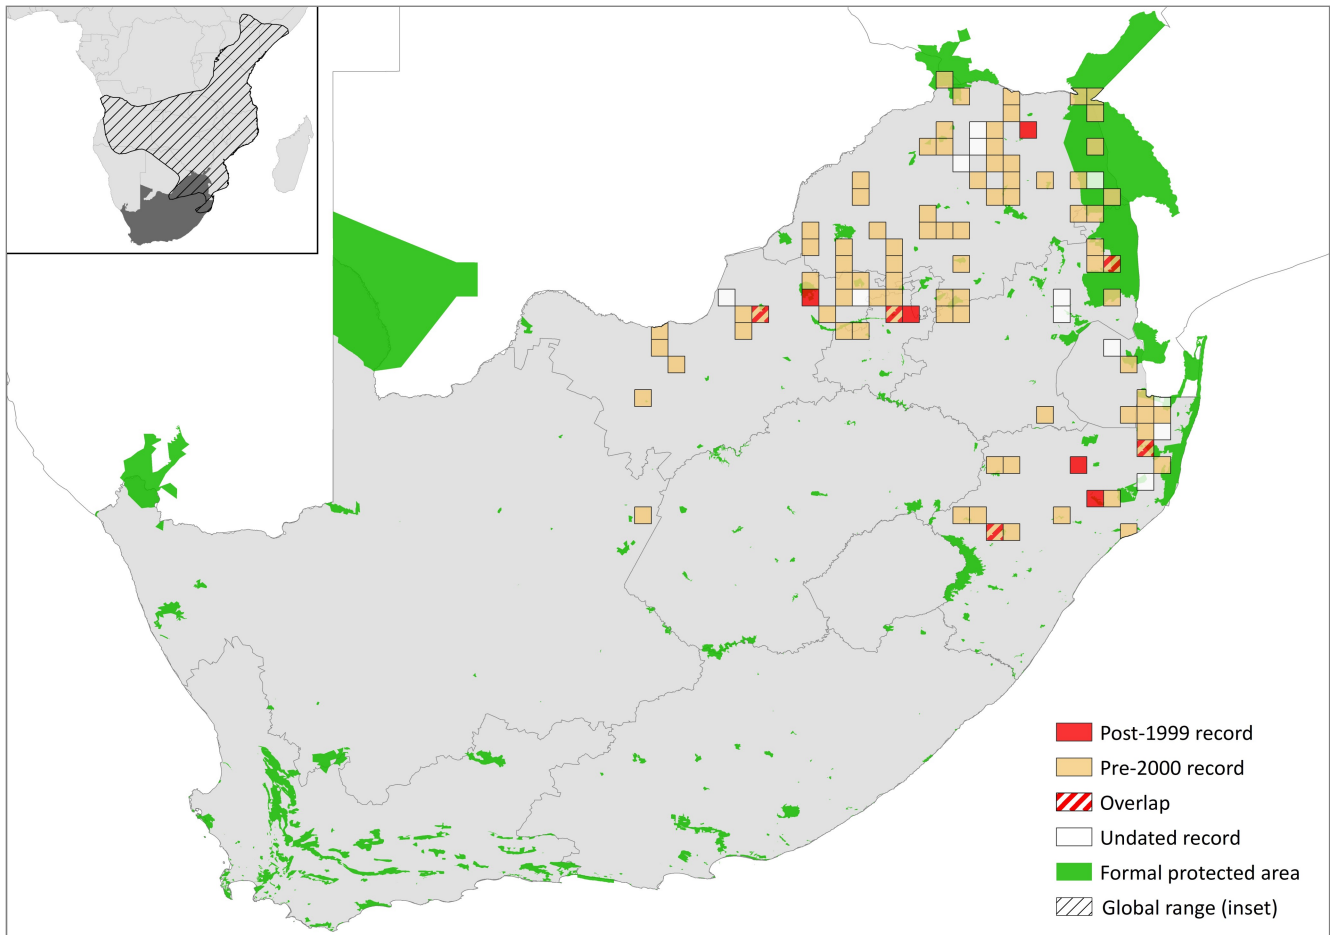 Post-1999 record
Pre-2000 record
Overlap
Undated record
Formal protected area
Global range (inset)